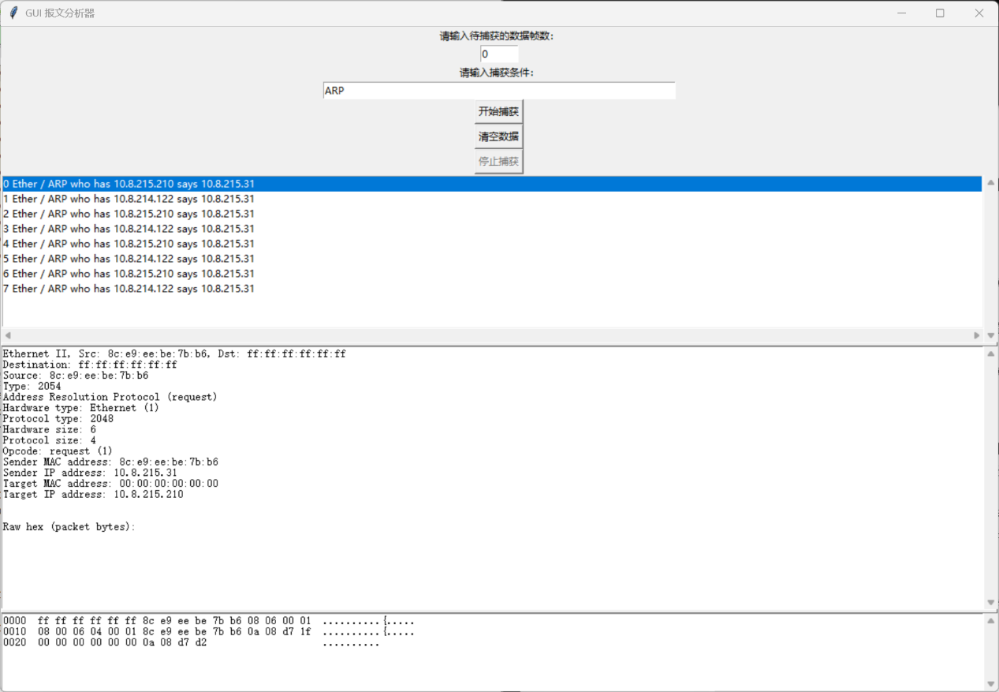 GUI 报文分析器
请输入待捕获的数据帧数:
0
请输入捕获条件:
ARP
开始捕获
清空数据
停止捕获
0 Ether / ARP who has 10.8.215.210 says 10.8.215.31
1 Ether / ARP who has 10.8.214.122 says 10.8.215.31
2 Ether / ARP who has 10.8.215.210 says 10.8.215.31
3 Ether / ARP who has 10.8.214.122 says 10.8.215.31
4 Ether / ARP who has 10.8.215.210 says 10.8.215.31
5 Ether / ARP who has 10.8.214.122 says 10.8.215.31
6 Ether / ARP who has 10.8.215.210 says 10.8.215.31
7 Ether / ARP who has 10.8.214.122 says 10.8.215.31
Ethernet II, Src: 8c:e9:ee:be:7b:b6, Dst: ff:ff:ff:ff:ff:ff
Destination: ff:ff:ff:ff:ff:ff
Source: 8c:e9:ee:be:7b:b6
Type: 2054
Address Resolution Protocol (request)
Hardware type: Ethernet (1)
Protocol type: 2048
Hardware size: 6
Protocol size: 4
Opcode: request (1)
Sender MAC address: 8c:e9:ee:be:7b:b6
Sender IP address: 10.8.215.31
Target MAC address: 00:00:00:00:00:00
Target IP address: 10.8.215.210
Raw hex (packet bytes):
0000  ff ff ff ff ff ff 8c e9 ee be 7b b6 08 06 00 01  ..........{.....
0010  08 00 06 04 00 01 8c e9 ee be 7b b6 0a 08 d7 1f  ..........{.....
0020  00 00 00 00 00 00 0a 08 d7 d2                    ..........